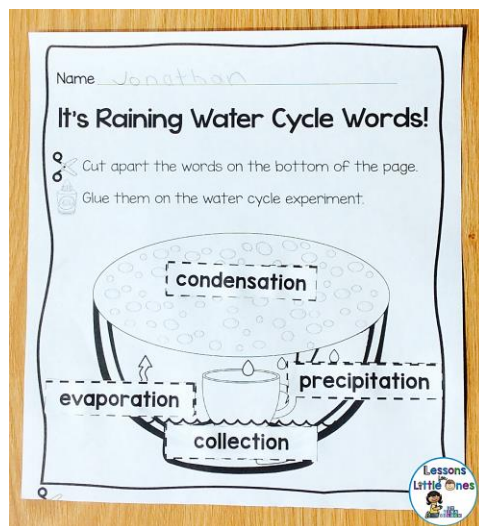 Name Jonathan
It's Raining Water Cycle Words!
Cut apart the words on the bottom of the page.
Glue them on the water cycle experiment.
condensation
evaporation
precipitation
collection
Lessons
for
Little Ones